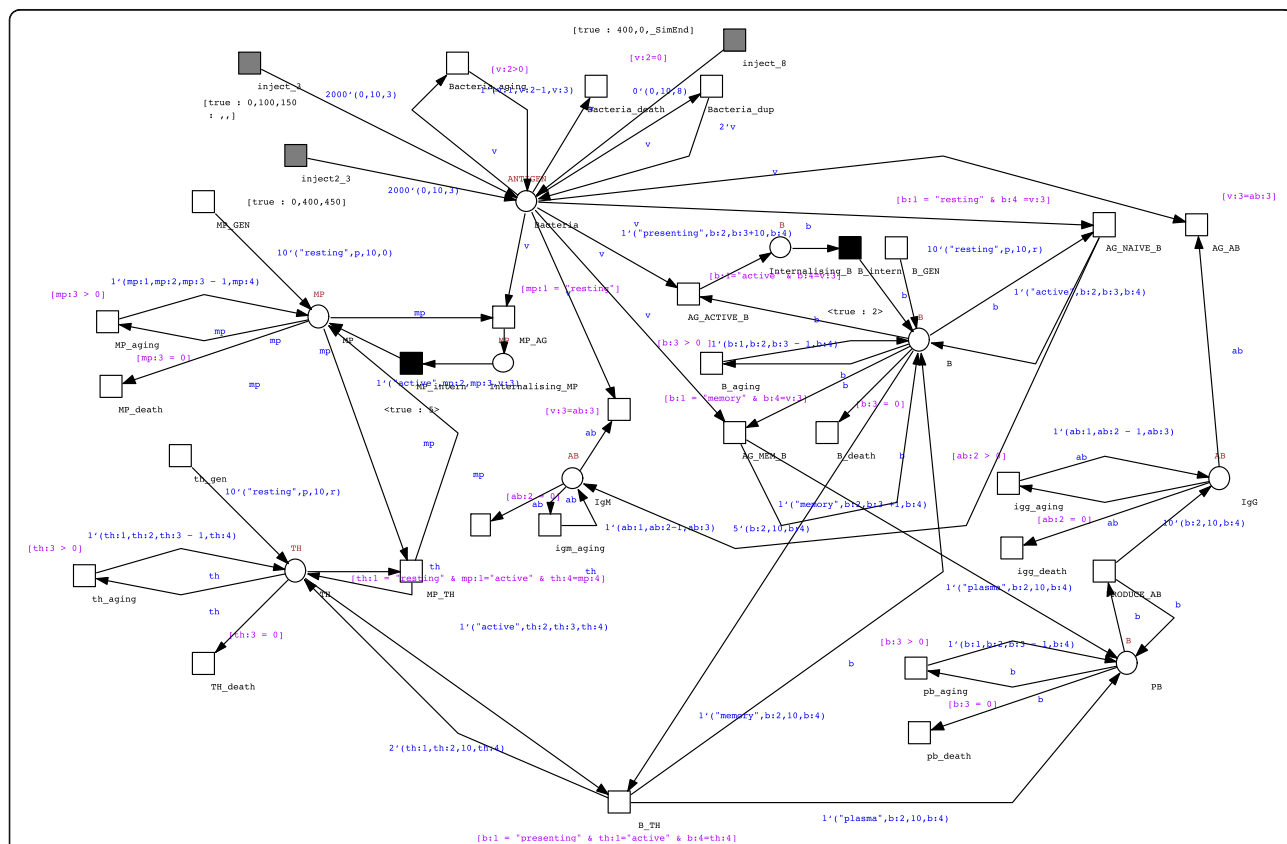 [true : 400,0,_SimEnd]
inject_8
[v:2>0]
[v:2=0]
inject_3
Bacteria_aging
2000‘(0,10,3)
0‘(0,10,8)
[true : 0,100,150
: ,,]
Bacteria_death
Bacteria_dup
2‘v
v
v
v
inject2_3
ANTIGEN
2000‘(0,10,3)
[true : 0,400,450]
[b:1 = "resting" & b:4 =v:3]
[v:3=ab:3]
MP_GEN
Bacteria
v
1‘("presenting",b:2,b:3+10,b:4)
B
b
AG_NAIVE_B
AG_AB
10‘("resting",p,10,0)
v
v
Internalising_B
B_intern
B_GEN
10‘("resting",p,10,r)
1‘(mp:1,mp:2,mp:3 - 1,mp:4)
[mp:3 > 0]
MP
[mp:1 = "resting"]
[b:1="active" & b:4=v:3]
b
1‘("active",b:2,b:3,b:4)
mp
AG_ACTIVE_B
<true : 2>
b
b
B
MP_aging
mp
mp
mp
MP
MP
MP_AG
v
[b:3 > 0 ]
1‘(b:1,b:2,b:3 - 1,b:4)
B
[mp:3 = 0]
MP_intern
Internalising_MP
1‘("active",mp:2,mp:3,v:3)
B_aging
b
b
ab
MP_death
mp
<true : 5>
[b:1 = "memory" & b:4=v:3]
[b:3 = 0]
ab
mp
AG_MEM_B
B_death
b
1‘(ab:1,ab:2 - 1,ab:3)
th_gen
AB
AB
[ab:2 > 0]
ab
mp
10‘("resting",p,10,r)
[ab:2 = 0]
ab
ab
IgM
1‘("memory",b:2,b:3 +1,b:4)
igg_aging
IgG
[ab:2 = 0]
ab
10‘(b:2,10,b:4)
1‘(th:1,th:2,th:3 - 1,th:4)
igm_aging
1‘(ab:1,ab:2-1,ab:3)
5‘(b:2,10,b:4)
[th:3 > 0]
TH
igg_death
th
th
th
[th:1 = "resting" & mp:1="active" & th:4=mp:4]
th_aging
TH
MP_TH
1‘("plasma",b:2,10,b:4)
b
b
th
1‘("active",th:2,th:3,th:4)
[th:3 = 0]
[b:3 > 0]
1‘(b:1,b:2,b:3 - 1,b:4)
B
TH_death
b
b
pb_aging
PB
b
[b:3 = 0]
1‘("memory",b:2,10,b:4)
2‘(th:1,th:2,10,th:4)
pb_death
B_TH
1‘("plasma",b:2,10,b:4)
[b:1 = "presenting" & th:1="active" & b:4=th:4]